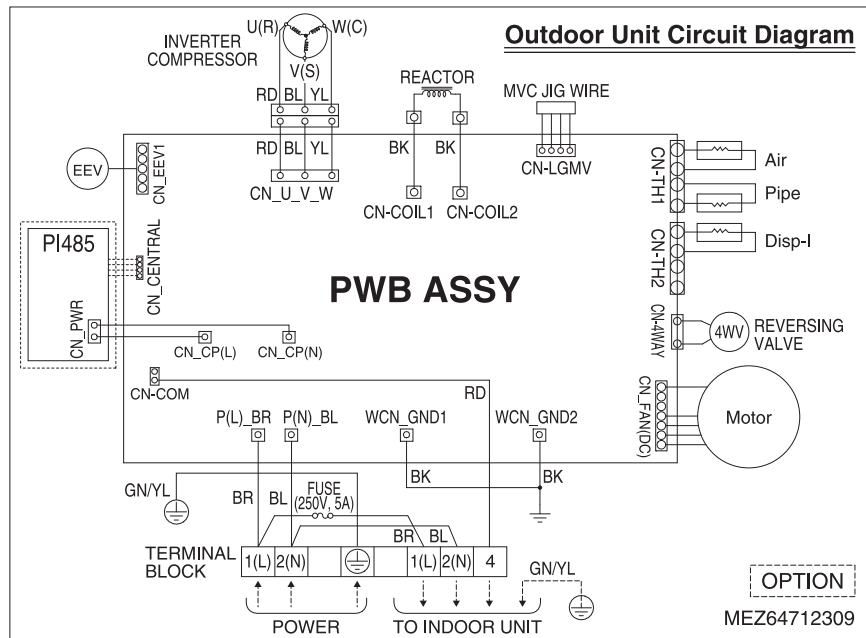 Outdoor Unit Circuit Diagram
U(R) W(C)
INVERTER
COMPRESSOR
V(S)
RD BL YL
REACTOR
MVC JIG WIRE
RD BL YL
BK BK
CN_U_V_W
CN-COIL1 CN-COIL2
CN-LGMV
EEV
CN_EEV1
CN-TH1
Air
Pipe
CN-TH2
Disp-I
PI485
CN_CENTRAL
CN_PWR
PWB ASSY
CN_CP(L) CN_CP(N)
CN-4WAY
4WV
REVERSING
VALVE
CN-COM
RD
CN_FAN(DC)
Motor
P(L)_BR P(N)_BL WCN_GND1 WCN_GND2
BK BK
GN/YL
BR BL
FUSE
(250V, 5A)
BR BL
TERMINAL
BLOCK
1(L) 2(N) 1(L) 2(N) 4
GN/YL
POWER TO INDOOR UNIT
OPTION
MEZ64712309